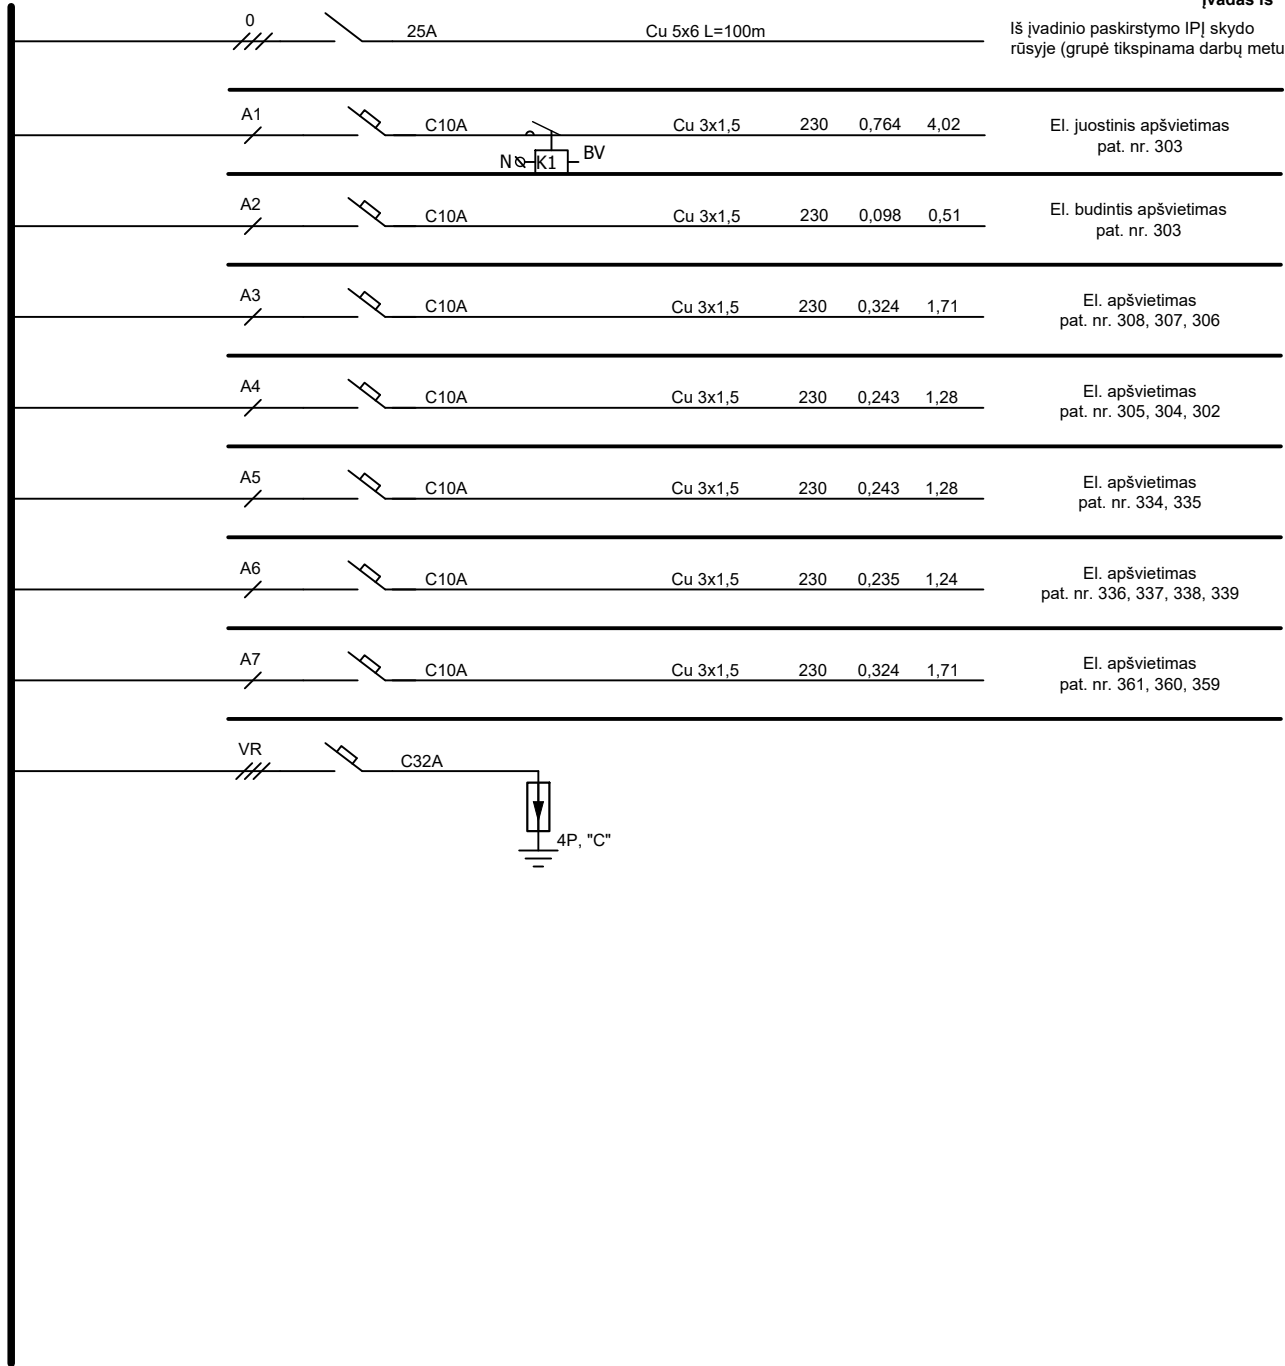 įvadas iš
0 25A Cu 5x6 L=100m Iš įvadinio paskirstymo IPĮ skydo
rūsyje (grupė tikspinama darbų metu
A1 C10A Cu 3x1,5 230 0,764 4,02 El. juostinis apšvietimas
pat. nr. 303
N K1 BV
A2 C10A Cu 3x1,5 230 0,098 0,51 El. budintis apšvietimas
pat. nr. 303
A3 C10A Cu 3x1,5 230 0,324 1,71 El. apšvietimas
pat. nr. 308, 307, 306
A4 C10A Cu 3x1,5 230 0,243 1,28 El. apšvietimas
pat. nr. 305, 304, 302
A5 C10A Cu 3x1,5 230 0,243 1,28 El. apšvietimas
pat. nr. 334, 335
A6 C10A Cu 3x1,5 230 0,235 1,24 El. apšvietimas
pat. nr. 336, 337, 338, 339
A7 C10A Cu 3x1,5 230 0,324 1,71 El. apšvietimas
pat. nr. 361, 360, 359
VR C32A
4P, "C"